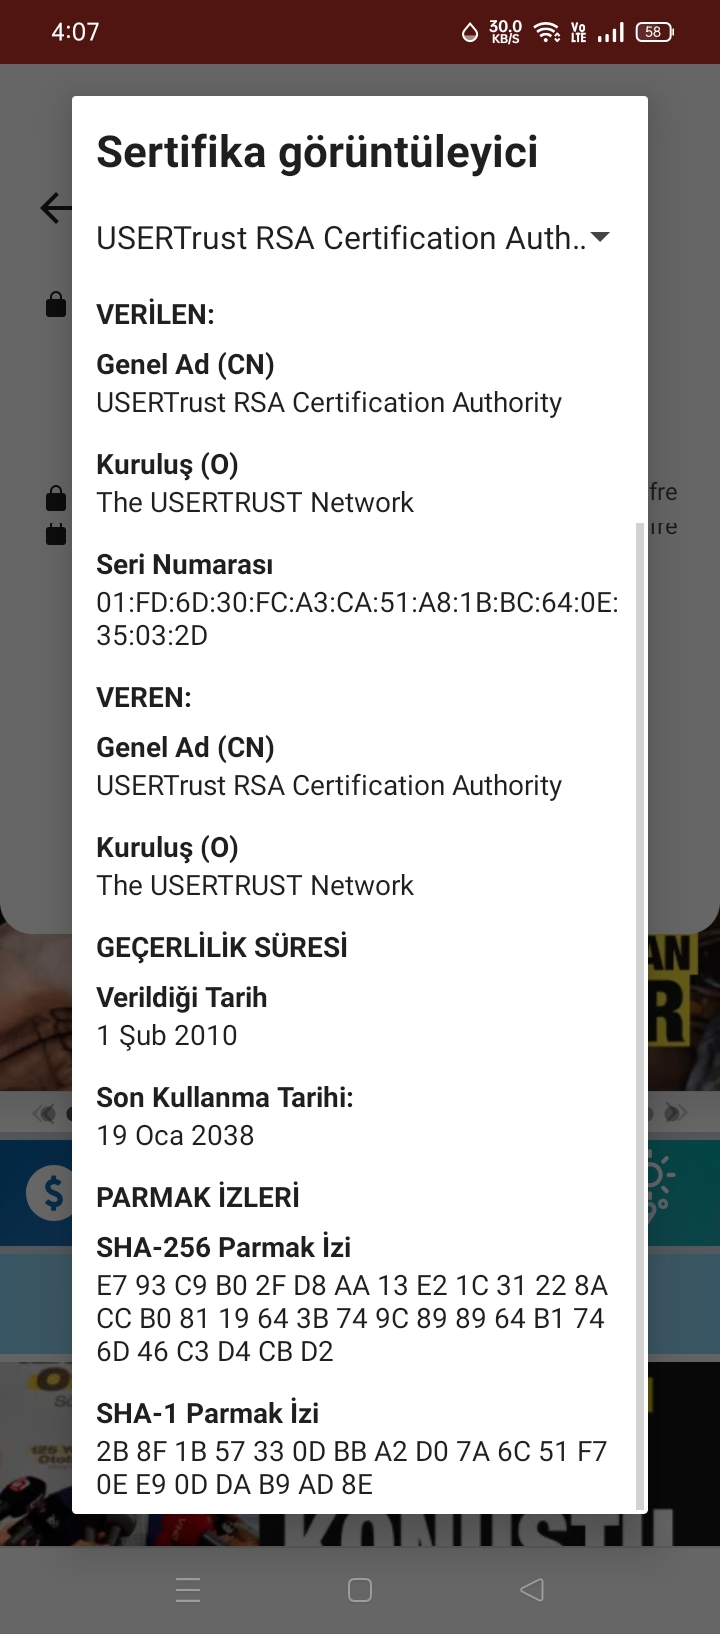 4:07
30.0
KB/S
Vo
LTE
58
Sertifika görüntüleyici
USERTrust RSA Certification Auth..
VERİLEN:
Genel Ad (CN)
USERTrust RSA Certification Authority
Kuruluş (O)
The USERTRUST Network
fre
Seri Numarası
01:FD:6D:30:FC:A3:CA:51:A8:1B:BC:64:0E:
35:03:2D
VEREN:
Genel Ad (CN)
USERTrust RSA Certification Authority
Kuruluş (O)
The USERTRUST Network
GEÇERLİLİK SÜRESİ
AN
R
Verildiği Tarih
1 Şub 2010
Son Kullanma Tarihi:
19 Oca 2038
PARMAK İZLERİ
$
SHA-256 Parmak İzi
E7 93 C9 B0 2F D8 AA 13 E2 1C 31 22 8A
CC B0 81 19 64 3B 74 9C 89 89 64 B1 74
6D 46 C3 D4 CB D2
SHA-1 Parmak İzi
2B 8F 1B 57 33 0D BB A2 D0 7A 6C 51 F7
0E E9 0D DA B9 AD 8E
KONUŞTU